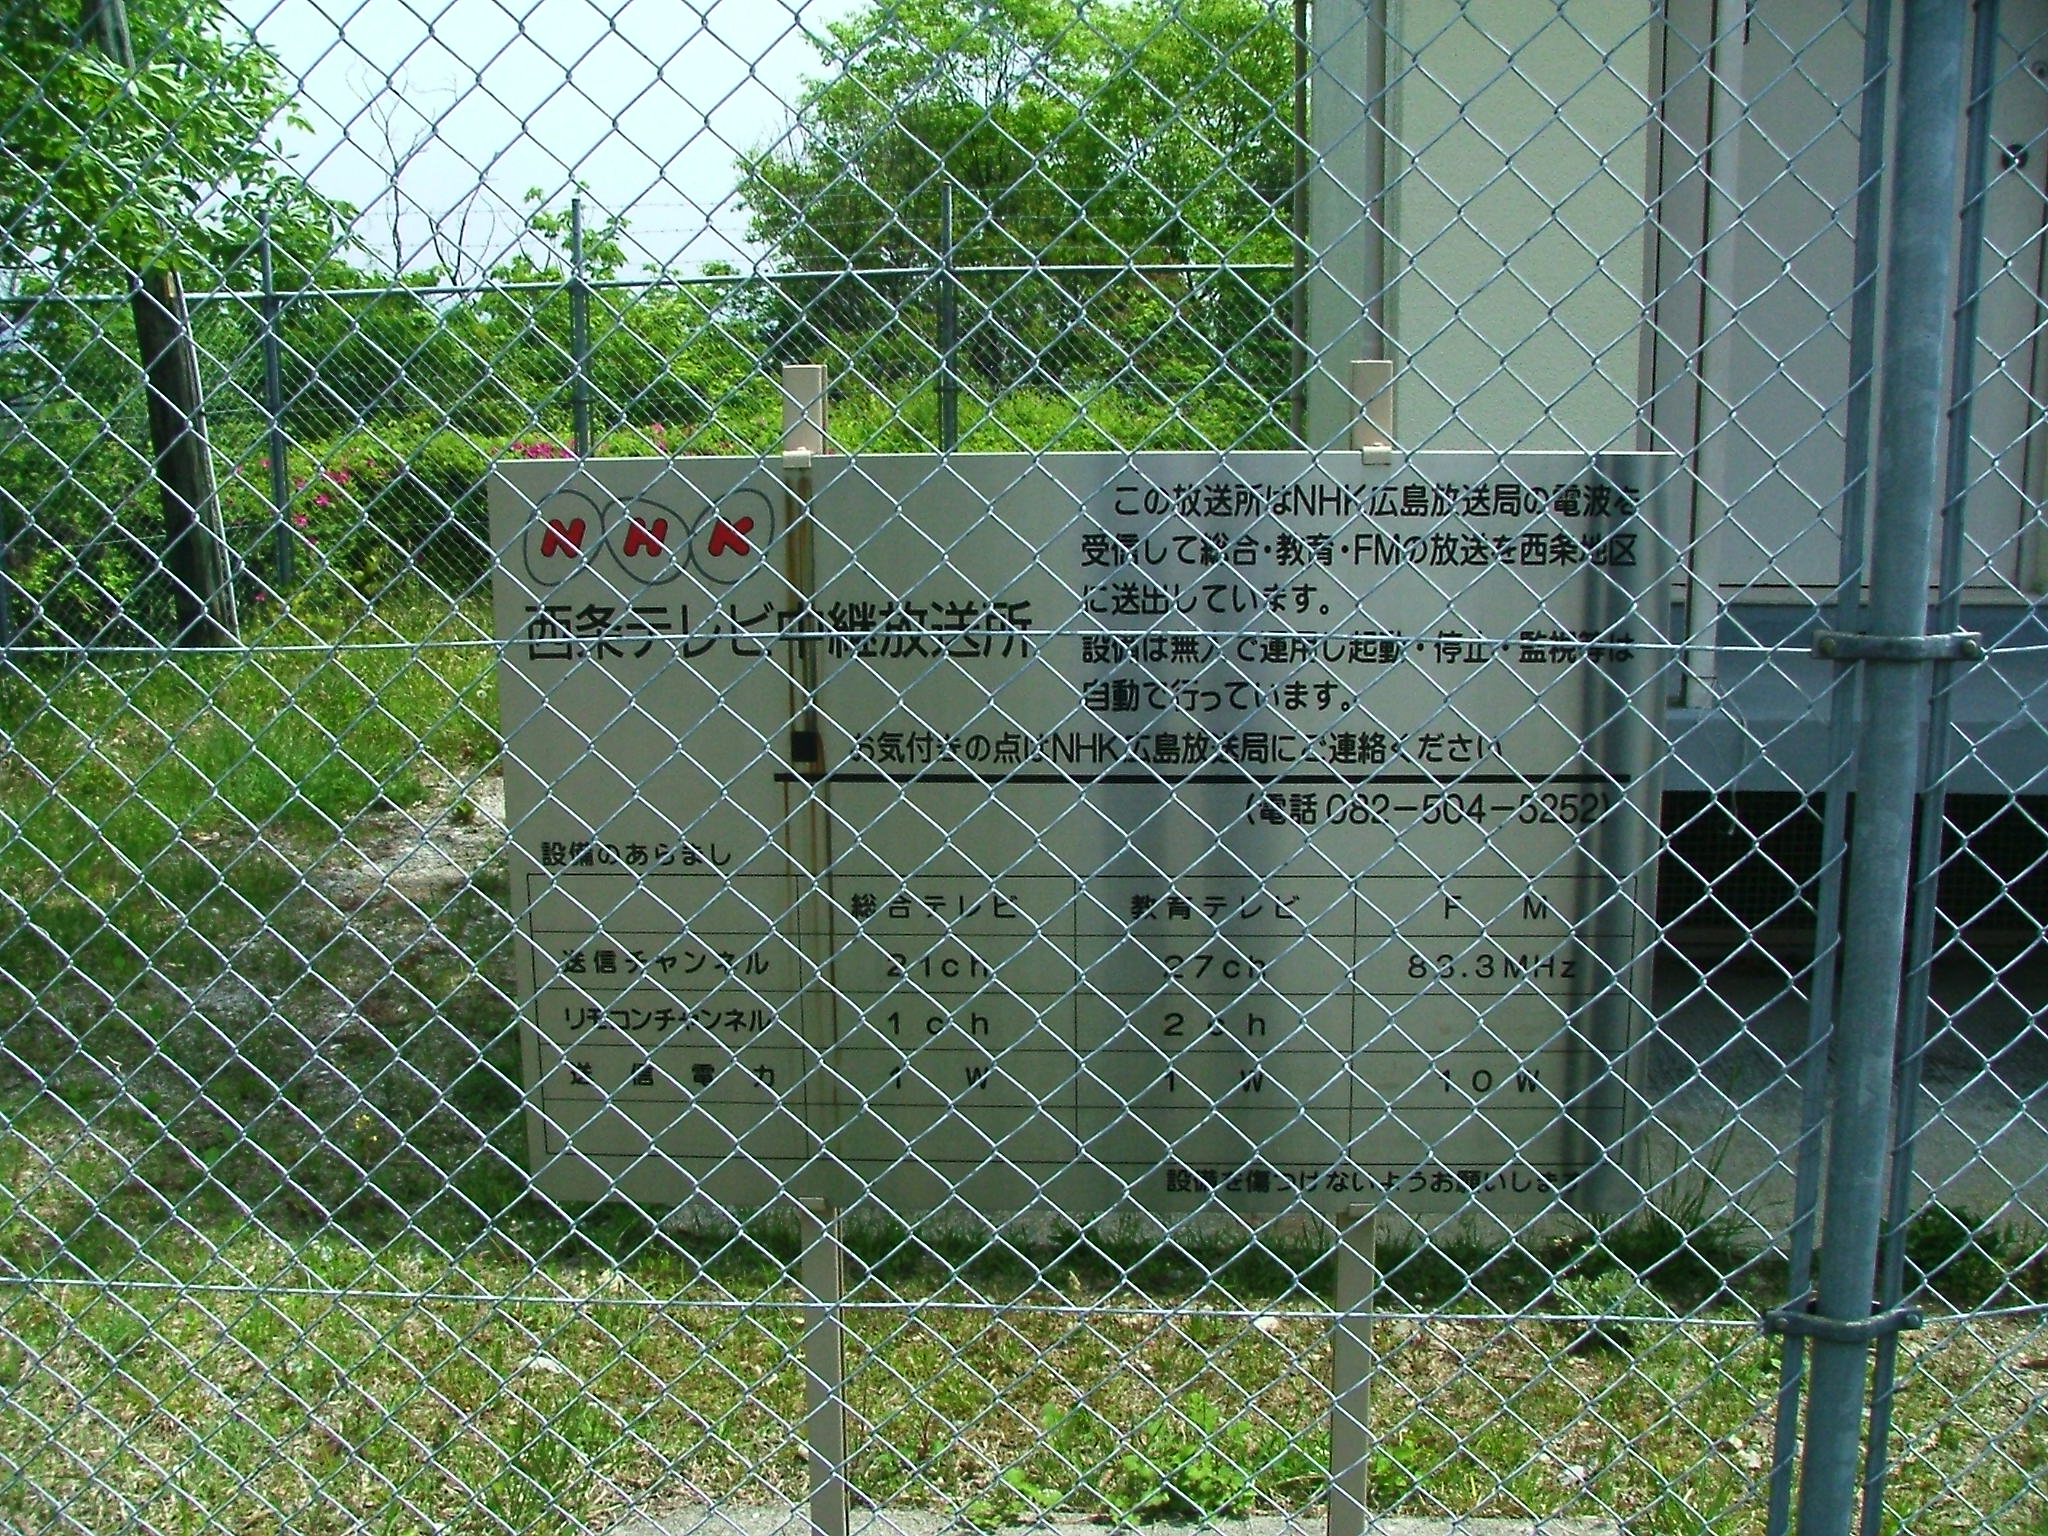 NHK
西条テレビ中継放送所
この放送所はNHK広島放送局の電波を
受信して総合・教育・FMの放送を西条地区
に送出しています。
設備は無人で運用し起動・停止・監視等は
自動で行っています。
お気付きの点はNHK広島放送局にご連絡ください
(電話 082-504-5252)
設備のあらまし
総合テレビ 教育テレビ F M
送信チャンネル 21ch 27ch 83.3MHz
リモコンチャンネル 1ch 2ch
送信電力 1W 1W 10W
設備を傷つけないようお願いします